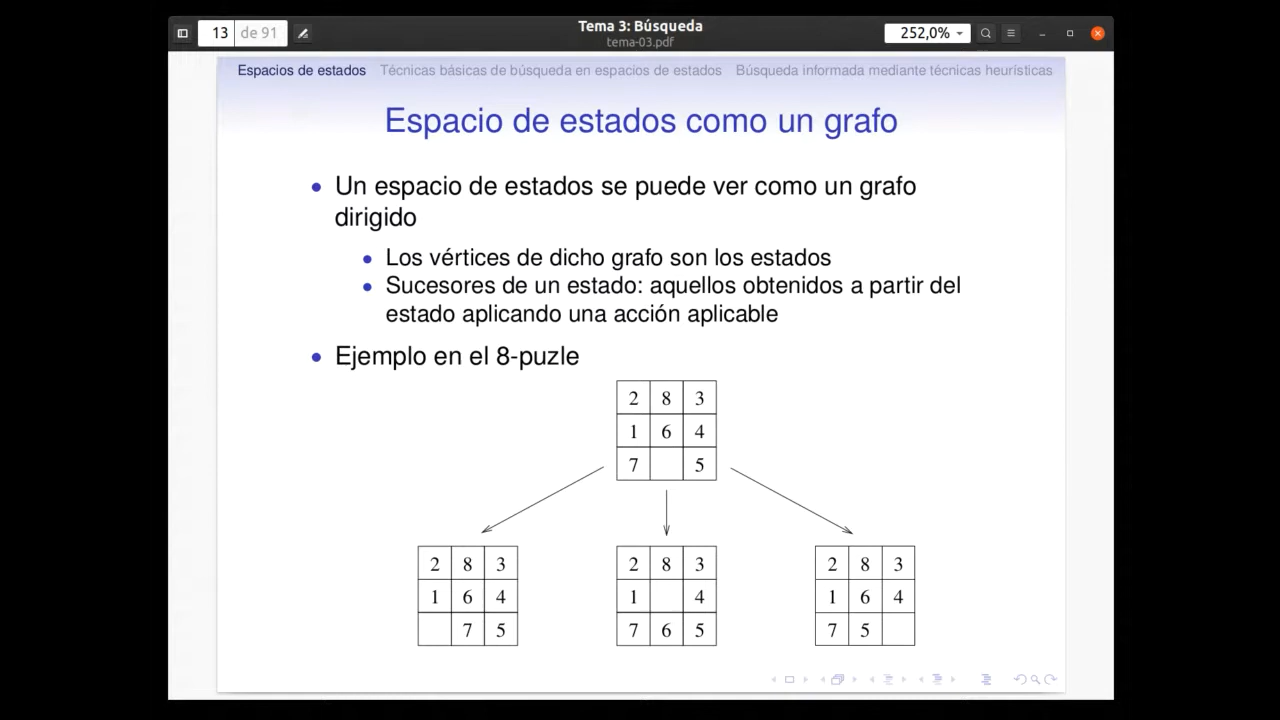 Tema 3: Búsqueda
tema-03.pdf
13 de 91
252,0%
Espacios de estados Técnicas básicas de búsqueda en espacios de estados Búsqueda informada mediante técnicas heurísticas
Espacio de estados como un grafo
Un espacio de estados se puede ver como un grafo
dirigido
Los vértices de dicho grafo son los estados
Sucesores de un estado: aquellos obtenidos a partir del
estado aplicando una acción aplicable
Ejemplo en el 8-puzle
2 8 3
1 6 4
7 5
2 8 3
1 6 4
7 5
2 8 3
1 4
7 6 5
2 8 3
1 6 4
7 5